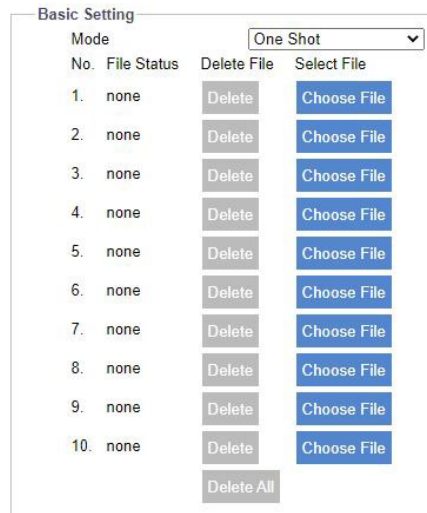 Basic Setting
Mode One Shot
No. File Status Delete File Select File
1. none Delete Choose File
2. none Delete Choose File
3. none Delete Choose File
4. none Delete Choose File
5. none Delete Choose File
6. none Delete Choose File
7. none Delete Choose File
8. none Delete Choose File
9. none Delete Choose File
10. none Delete Choose File
Delete All